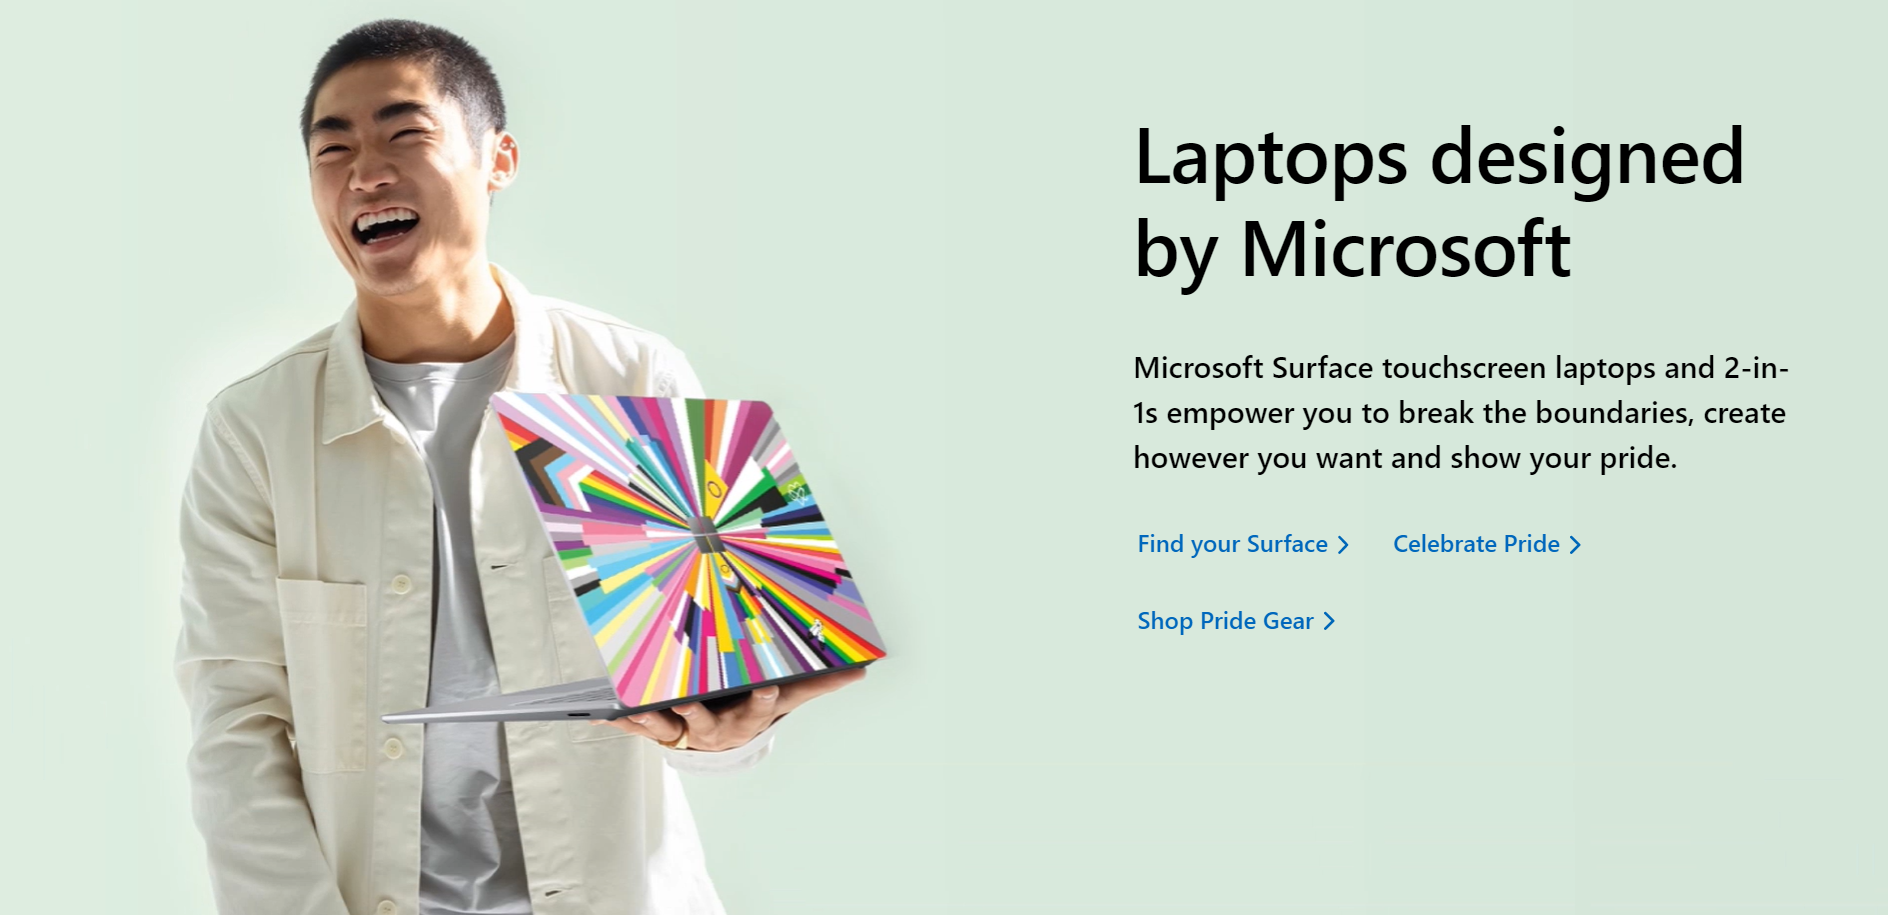 Laptops designed
by Microsoft
Microsoft Surface touchscreen laptops and 2-in-
1s empower you to break the boundaries, create
however you want and show your pride.
Find your Surface
Celebrate Pride
Shop Pride Gear